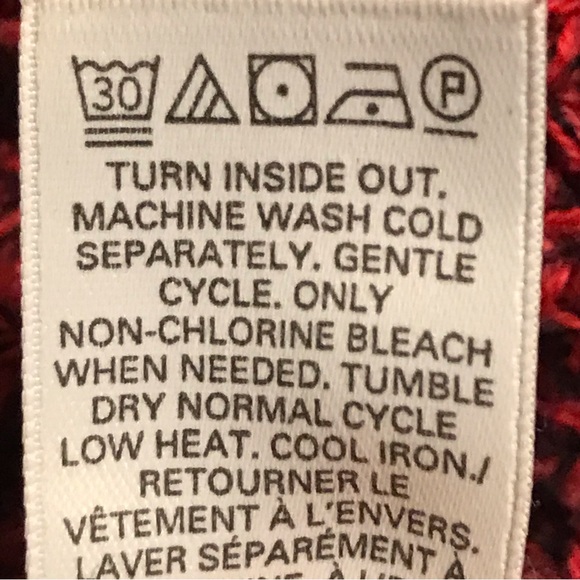 30 P
TURN INSIDE OUT.
MACHINE WASH COLD
SEPARATELY. GENTLE
CYCLE. ONLY
NON-CHLORINE BLEACH
WHEN NEEDED. TUMBLE
DRY NORMAL CYCLE
LOW HEAT. COOL IRON./
RETOURNER LE
VÊTEMENT À L'ENVERS.
LAVER SÉPARÉMENT À